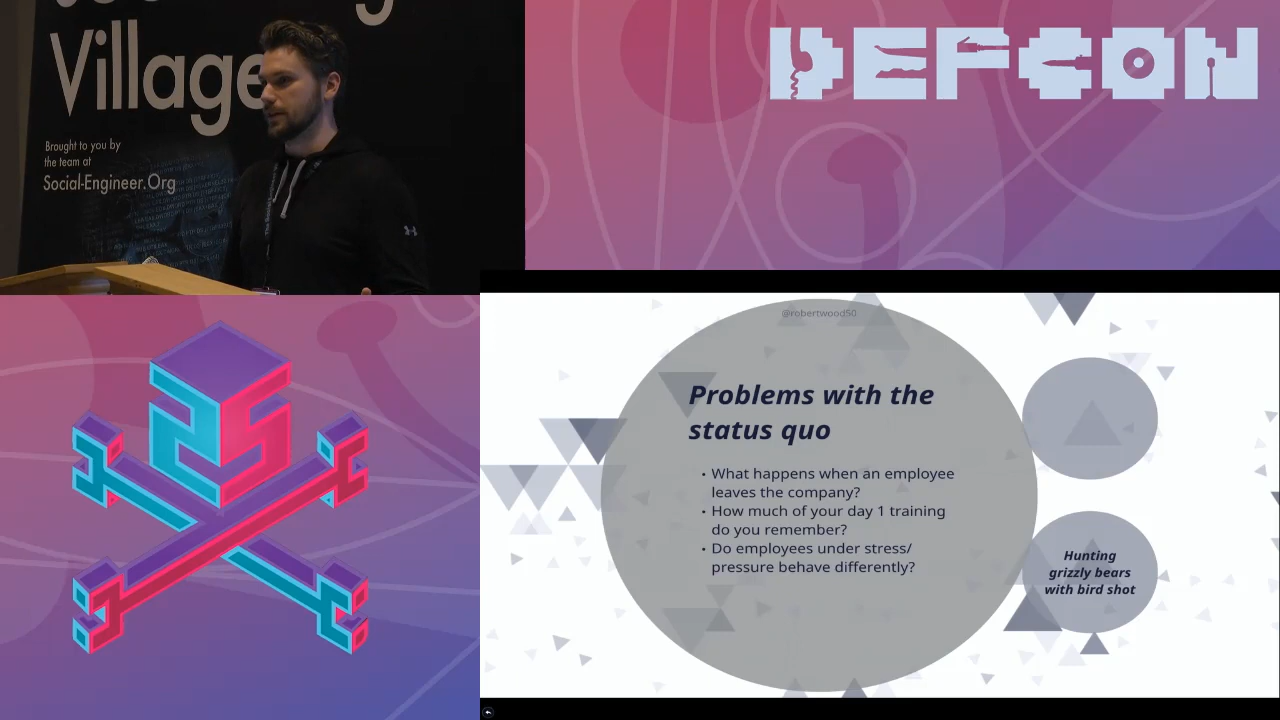 Village
Brought to you by
the team at
Social-Engineer.Org
DEFCON
@robertwood50
Problems with the
status quo
• What happens when an employee
leaves the company?
• How much of your day 1 training
do you remember?
• Do employees under stress/
pressure behave differently?
Hunting
grizzly bears
with bird shot